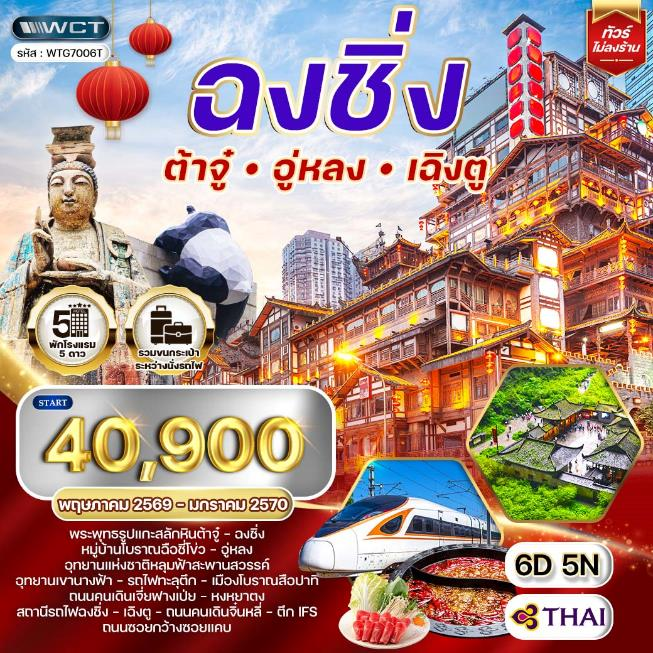 WCT
รหัส : WTG7006T
ทัวร์
ไม่ลงร้าน
ฉงชิ่ง
ต้าจู๋ • อู่หลง • เฉิงตู
5
พักโรงแรม
5 ดาว
รวมขนกระเป๋า
ระหว่างนั่งรถไฟ
START
40,900
พฤษภาคม 2569 - มกราคม 2570
พระพุทธรูปแกะสลักหินต้าจู๋ - ฉงชิ่ง
หมู่บ้านโบราณฉือชี่โข่ว - อู่หลง
อุทยานแห่งชาติหลุมฟ้าสะพานสวรรค์
อุทยานเขานางฟ้า - รถไฟทะลุตึก - เมืองโบราณสือปาที
ถนนคนเดินเจี่ยฟางเป่ย - หงหยาตง
สถานีรถไฟฉงชิ่ง - เฉิงตู - ถนนคนเดินจิ่นหลี่ - ตึก IFS
ถนนซอยกว้างซอยแคบ
6D 5N
THAI